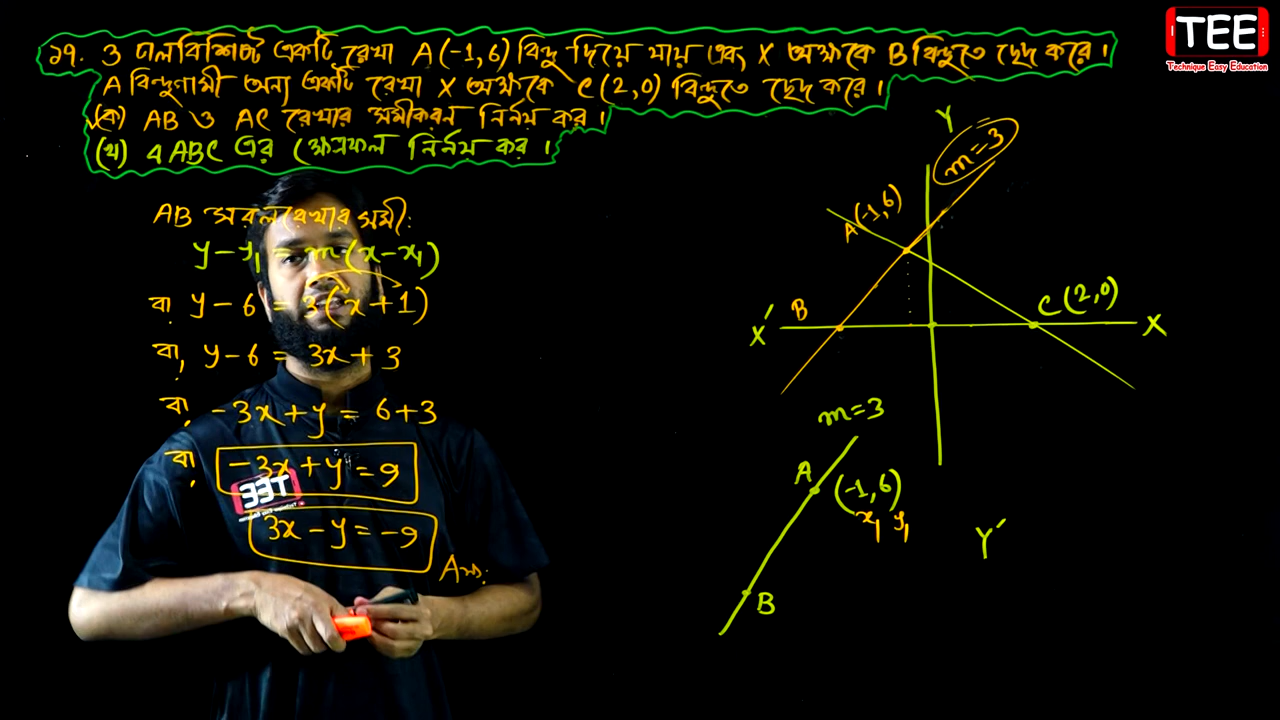 TEE
Technique Easy Education
১৭. 3 ঢালবিশিষ্ট একটি রেখা A(-1,6) বিন্দু দিয়ে যায় এবং X অক্ষকে B বিন্দুতে ছেদ করে।
A বিন্দুগামী অন্য একটি রেখা X অক্ষকে C(2,0) বিন্দুতে ছেদ করে।
(ক) AB ও AC রেখার সমীকরণ নির্ণয় কর।
(খ) ∆ABC এর ক্ষেত্রফল নির্ণয় কর।
AB সরলরেখার সমী:
y-y₁ = m(x-x₁)
বা, y-6 = 3(x+1)
বা, y-6 = 3x+3
বা, -3x+y = 6+3
বা, -3x+y = 9
3x-y = -9
Ans:
Y
m=3
A(-1,6)
B
C(2,0)
X′
X
m=3
A
(-1,6)
x₁ y₁
Y′
B